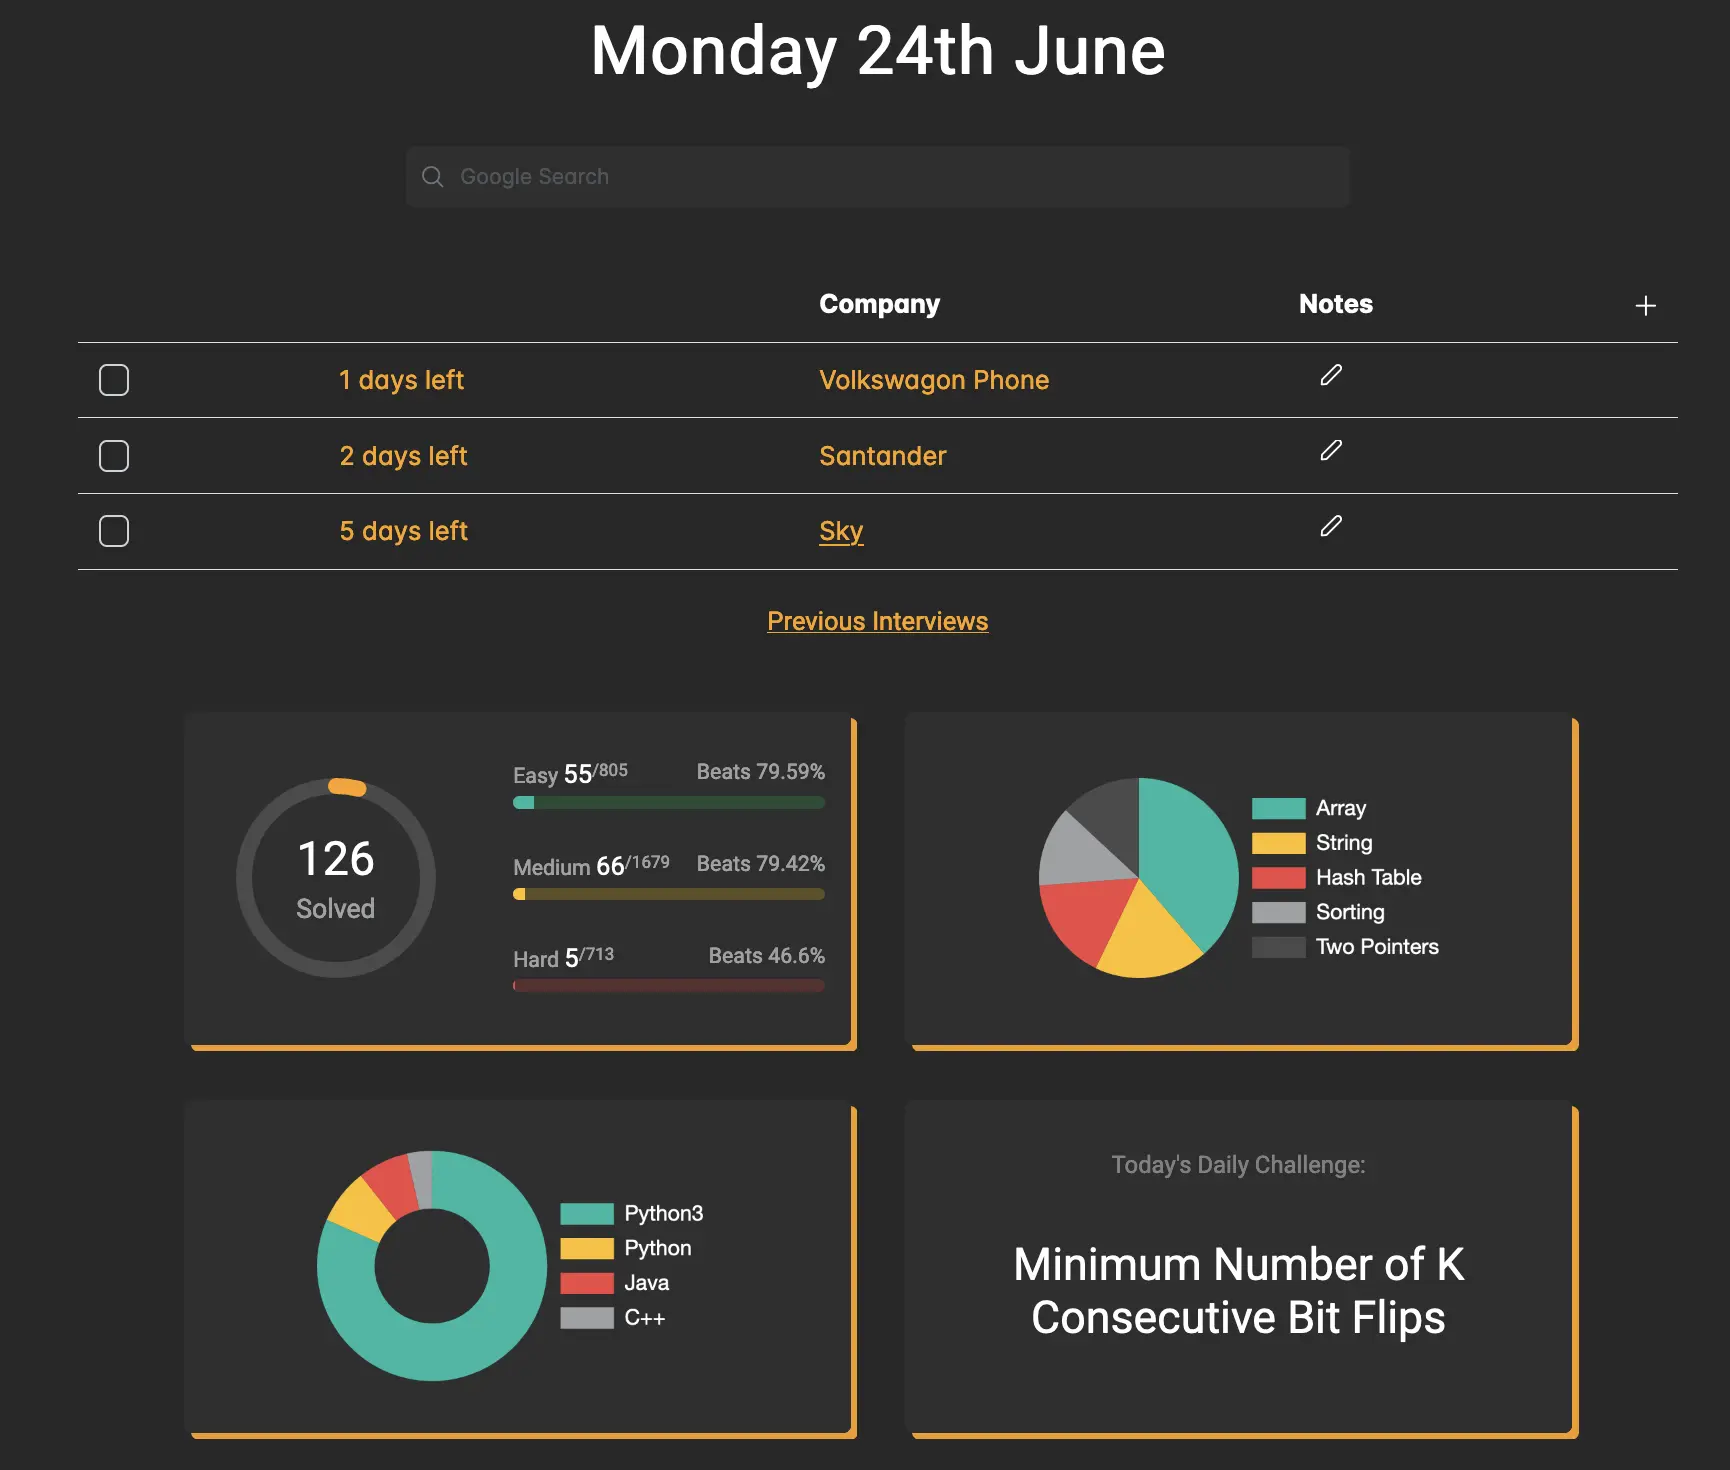 Monday 24th June
Google Search
Company Notes +
1 days left Volkswagon Phone
2 days left Santander
5 days left Sky
Previous Interviews
126
Solved
Easy 55/805 Beats 79.59%
Medium 66/1679 Beats 79.42%
Hard 5/713 Beats 46.6%
Array
String
Hash Table
Sorting
Two Pointers
Python3
Python
Java
C++
Today's Daily Challenge:
Minimum Number of K
Consecutive Bit Flips